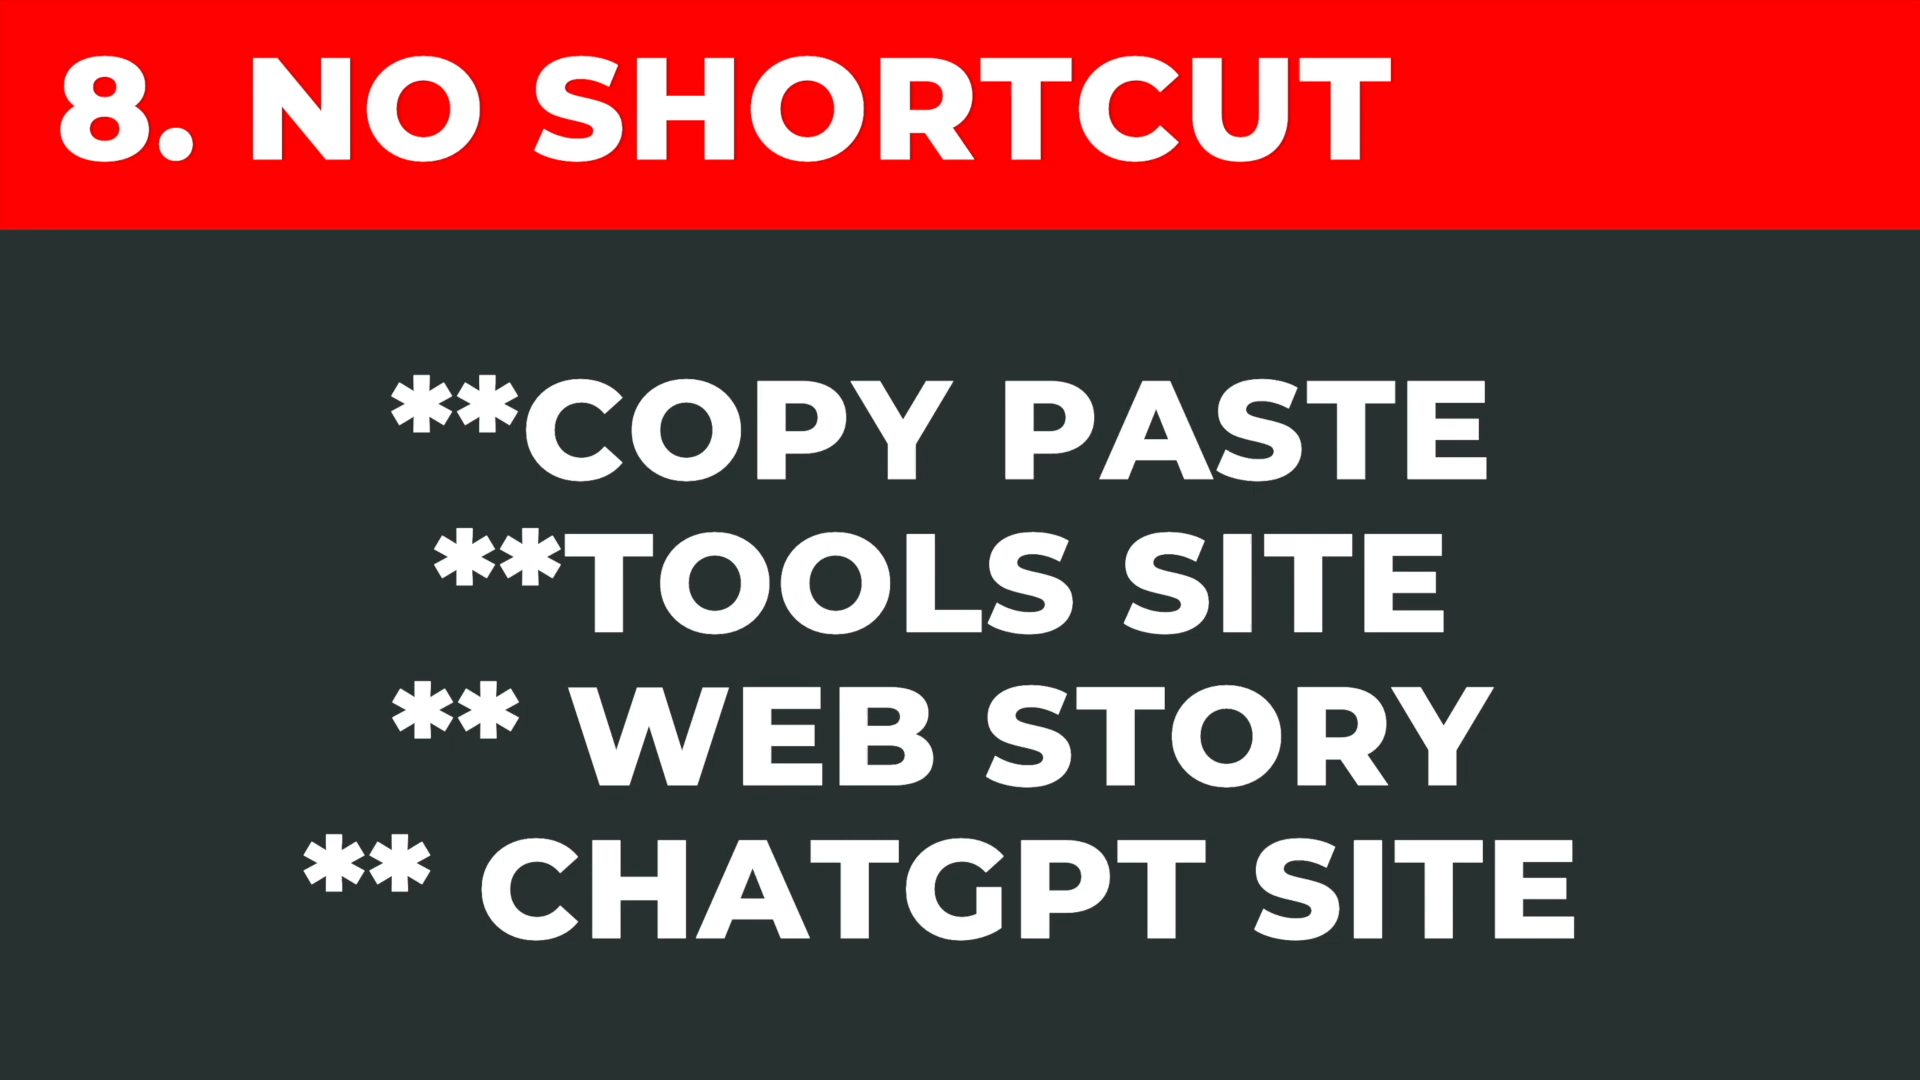 8. NO SHORTCUT
**COPY PASTE
**TOOLS SITE
** WEB STORY
** CHATGPT SITE